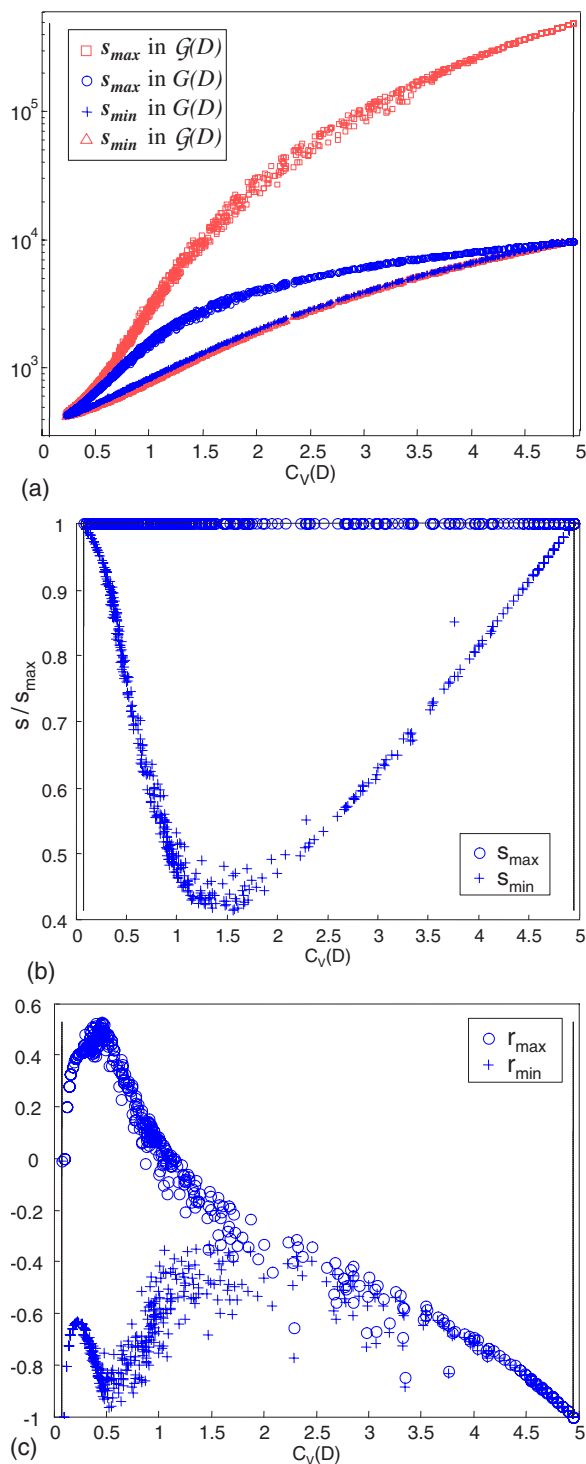 s_max in 𝒢(D)
s_max in G(D)
s_min in G(D)
s_min in 𝒢(D)
10^5
10^4
10^3
0 0.5 1 1.5 2 2.5 3 3.5 4 4.5 5
C_V(D)
(a)
1
0.9
0.8
0.7
0.6
0.5
0.4
s / s_max
s_max
s_min
0 0.5 1 1.5 2 2.5 3 3.5 4 4.5 5
C_V(D)
(b)
0.6
0.4
0.2
0
-0.2
-0.4
-0.6
-0.8
-1
r_max
r_min
0 0.5 1 1.5 2 2.5 3 3.5 4 4.5 5
C_V(D)
(c)